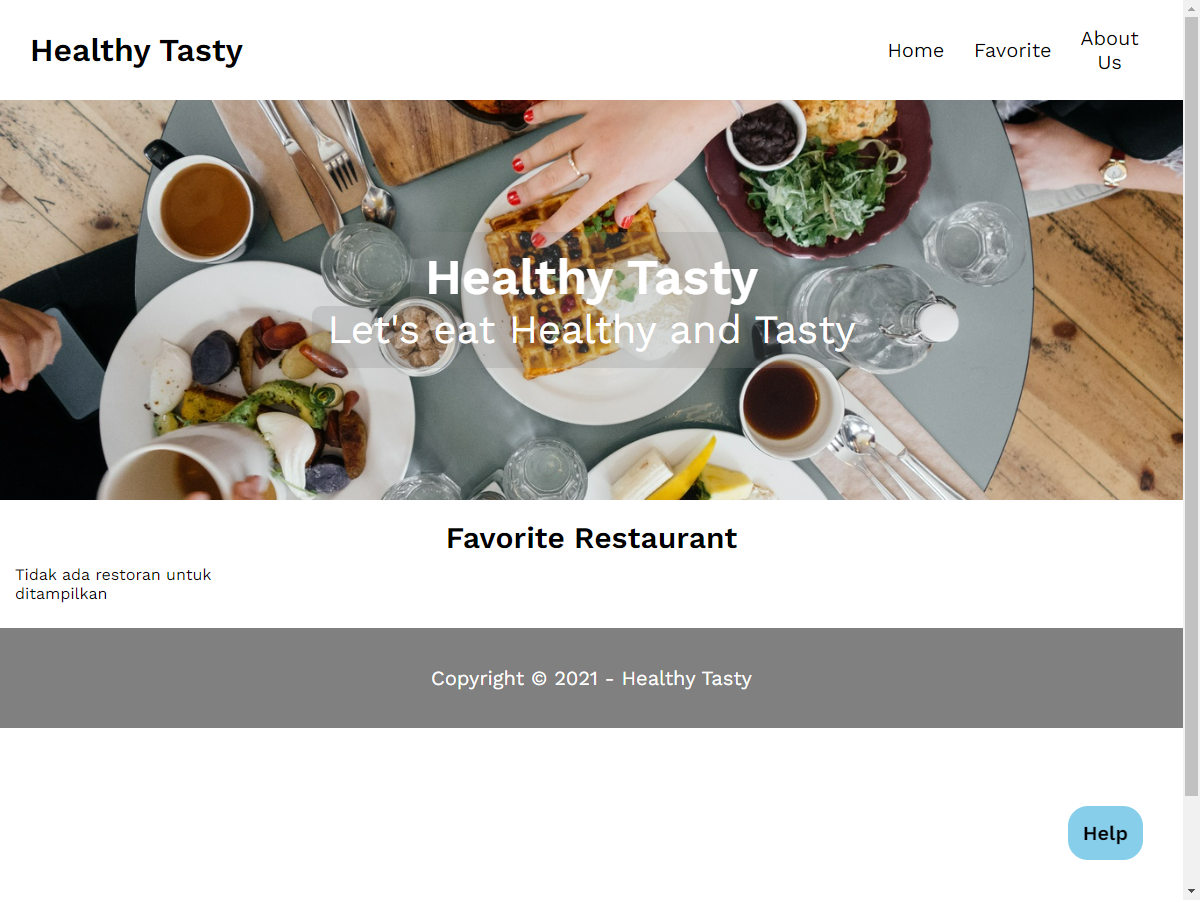 Healthy Tasty
Home
Favorite
About
Us
Healthy Tasty
Let's eat Healthy and Tasty
Favorite Restaurant
Tidak ada restoran untuk
ditampilkan
Copyright © 2021 - Healthy Tasty
Help